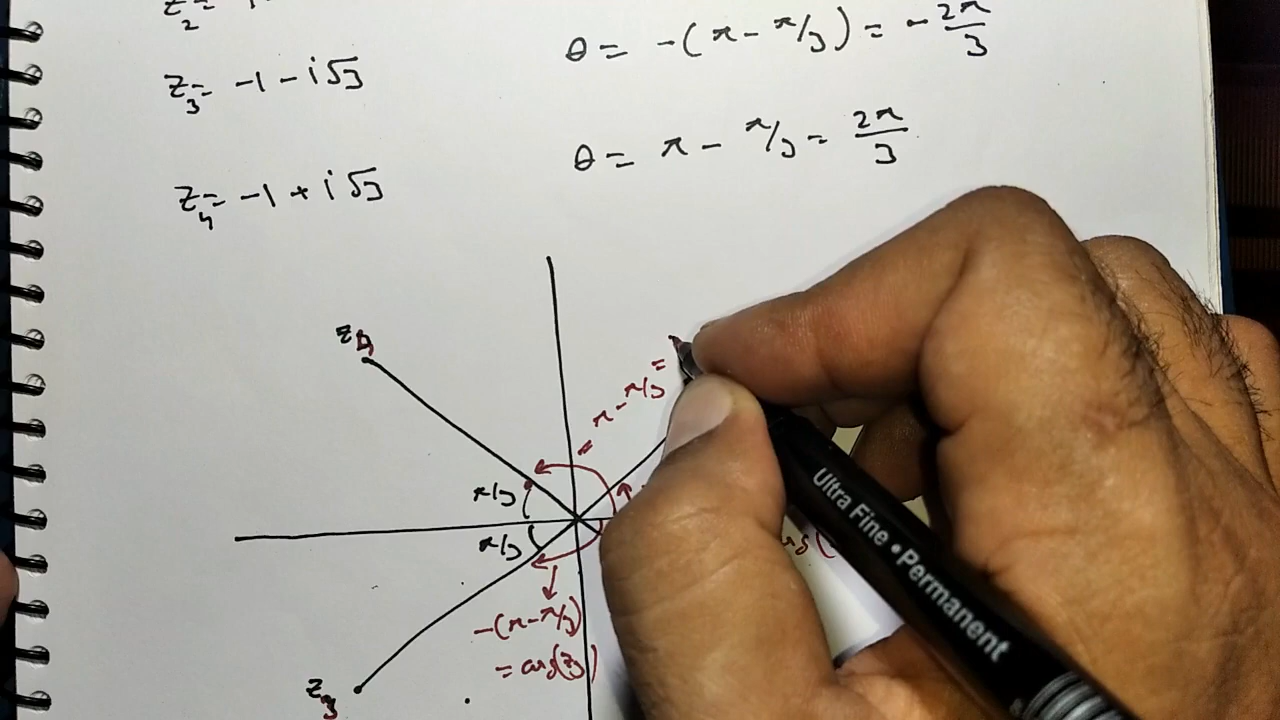 z₂ =
θ = -(π - π/3) = - 2π/3
z₃ = -1 - i√3
θ = π - π/3 = 2π/3
z₄ = -1 + i√3
z₄
= π - π/3 =
π/3
π/3
-(π - π/3)
= arg(z₃)
z₃
Ultra Fine • Permanent